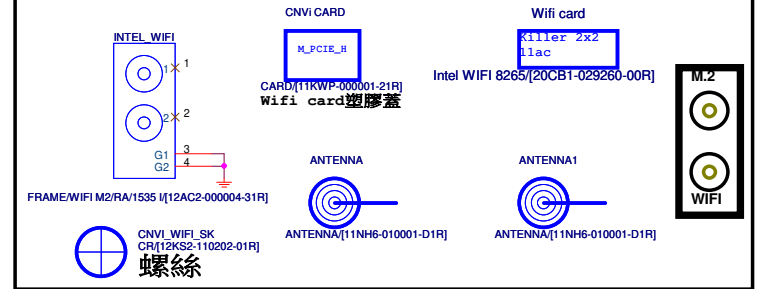 CNVi CARD
M_PCIE_H
CARD/[11KWP-000001-21R]
Wifi card塑膠蓋
Wifi card
Killer 2x2
11ac
Intel WIFI 8265/[20CB1-029260-00R]
INTEL_WIFI
1 1
2 2
G1 3
G2 4
FRAME/WIFI M2/RA/1535 I/[12AC2-000004-31R]
M.2
WIFI
ANTENNA
ANTENNA/[11NH6-010001-D1R]
ANTENNA1
ANTENNA/[11NH6-010001-D1R]
CNVI_WIFI_SK
CR/[12KS2-110202-01R]
螺絲